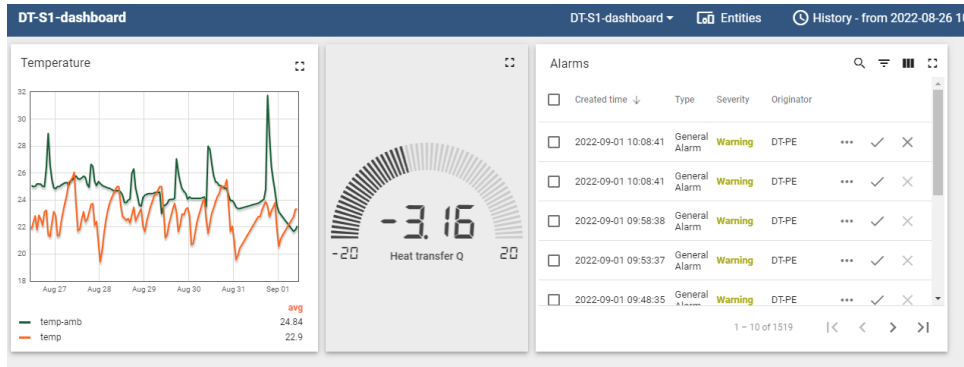 DT-S1-dashboard
DT-S1-dashboard Entities History - from 2022-08-26
Temperature
32
30
28
26
24
22
20
18
Aug 27 Aug 28 Aug 29 Aug 30 Aug 31 Sep 01
avg
temp-amb 24.84
temp 22.9
-3.16
-20 Heat transfer Q 20
Alarms
Created time Type Severity Originator
2022-09-01 10:08:41 General Alarm Warning DT-PE
2022-09-01 10:08:41 General Alarm Warning DT-PE
2022-09-01 09:58:38 General Alarm Warning DT-PE
2022-09-01 09:53:37 General Alarm Warning DT-PE
2022-09-01 09:48:35 General Alarm Warning DT-PE
1 – 10 of 1519